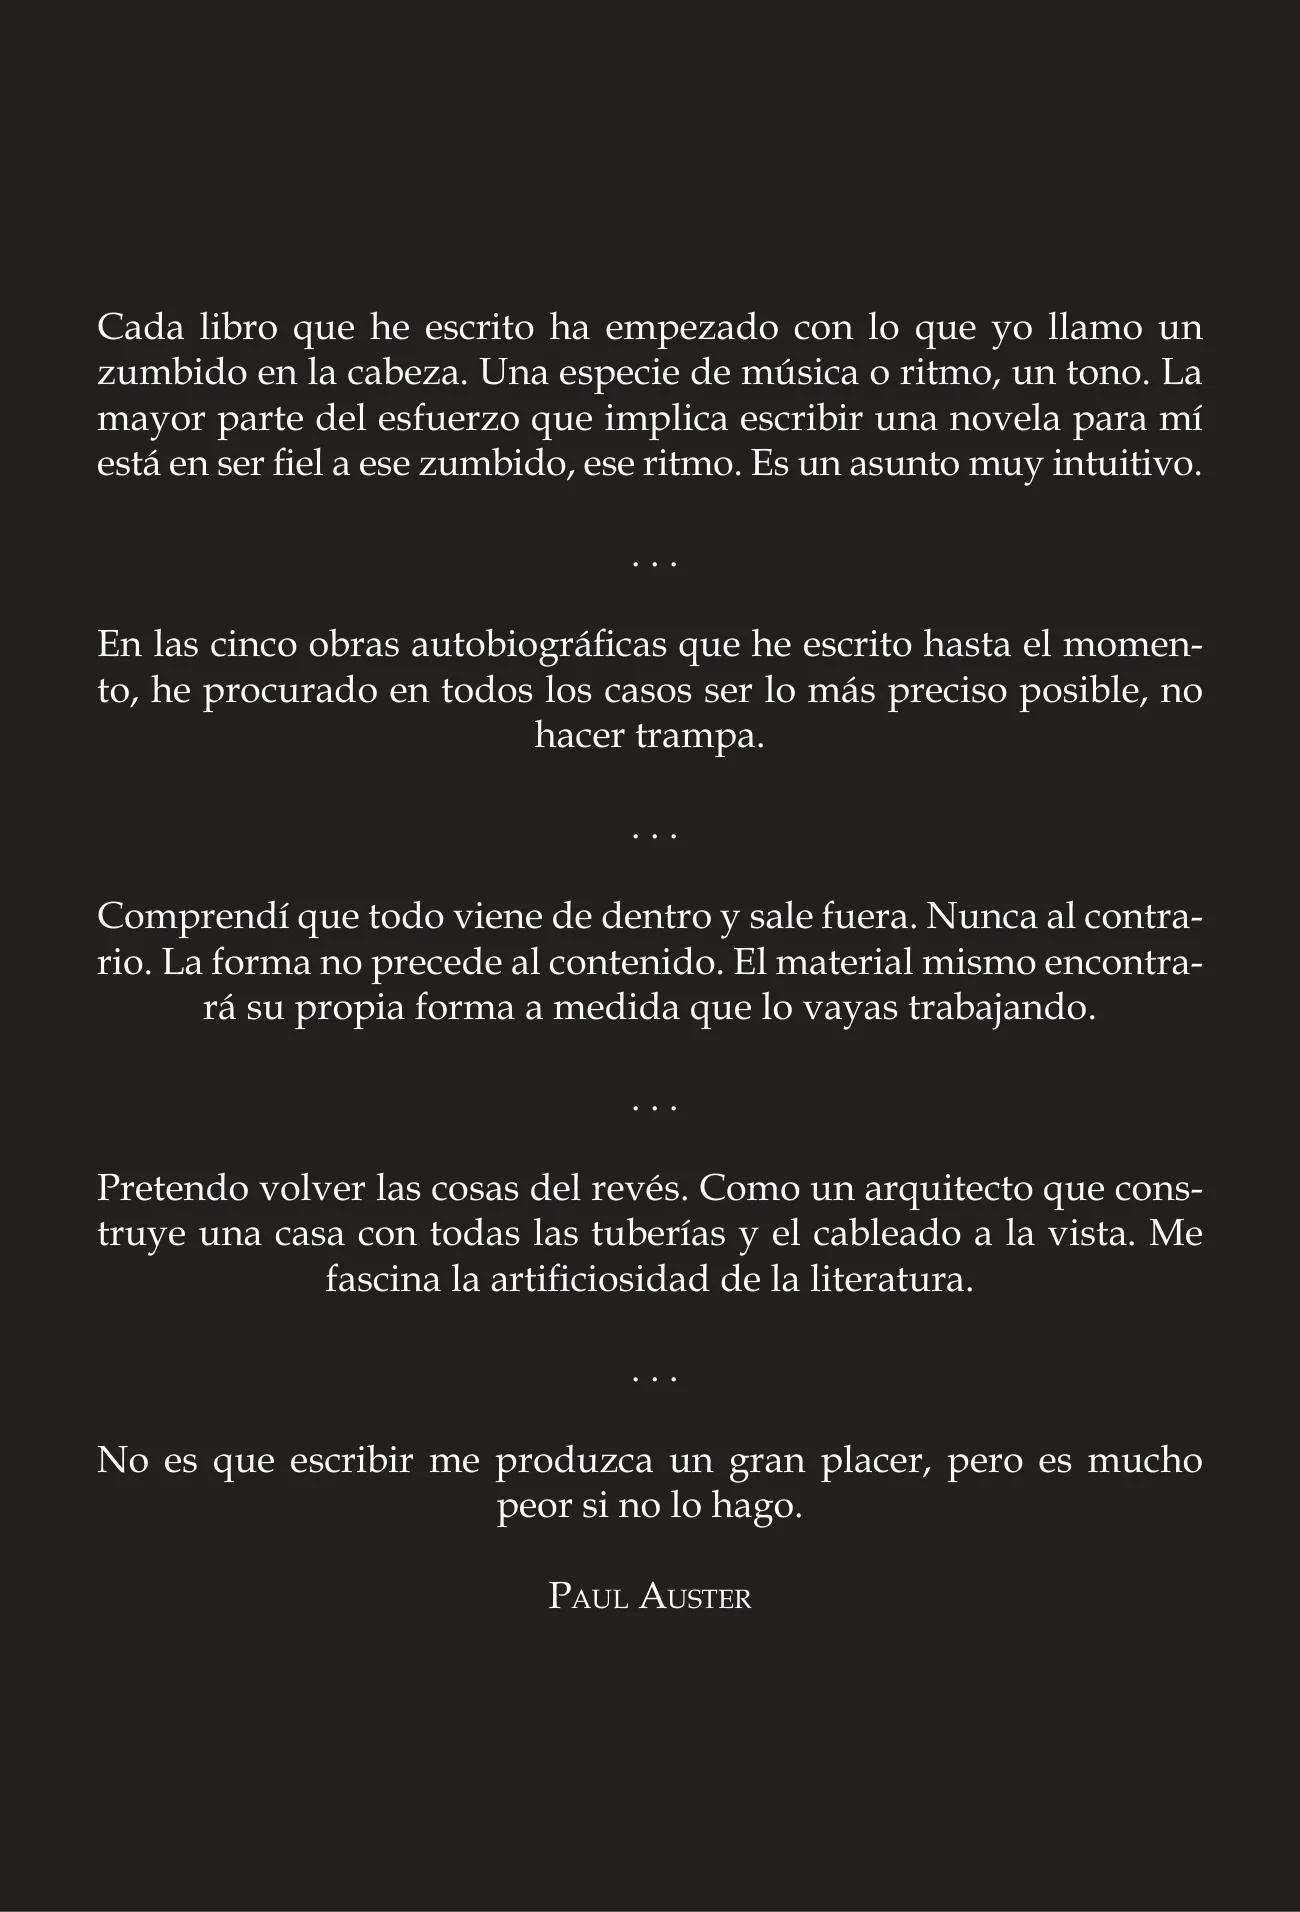 Cada libro que he escrito ha empezado con lo que yo llamo un
zumbido en la cabeza. Una especie de música o ritmo, un tono. La
mayor parte del esfuerzo que implica escribir una novela para mí
está en ser fiel a ese zumbido, ese ritmo. Es un asunto muy intuitivo.
. . .
En las cinco obras autobiográficas que he escrito hasta el momen-
to, he procurado en todos los casos ser lo más preciso posible, no
hacer trampa.
. . .
Comprendí que todo viene de dentro y sale fuera. Nunca al contra-
rio. La forma no precede al contenido. El material mismo encontra-
rá su propia forma a medida que lo vayas trabajando.
. . .
Pretendo volver las cosas del revés. Como un arquitecto que cons-
truye una casa con todas las tuberías y el cableado a la vista. Me
fascina la artificiosidad de la literatura.
. . .
No es que escribir me produzca un gran placer, pero es mucho
peor si no lo hago.
PAUL AUSTER